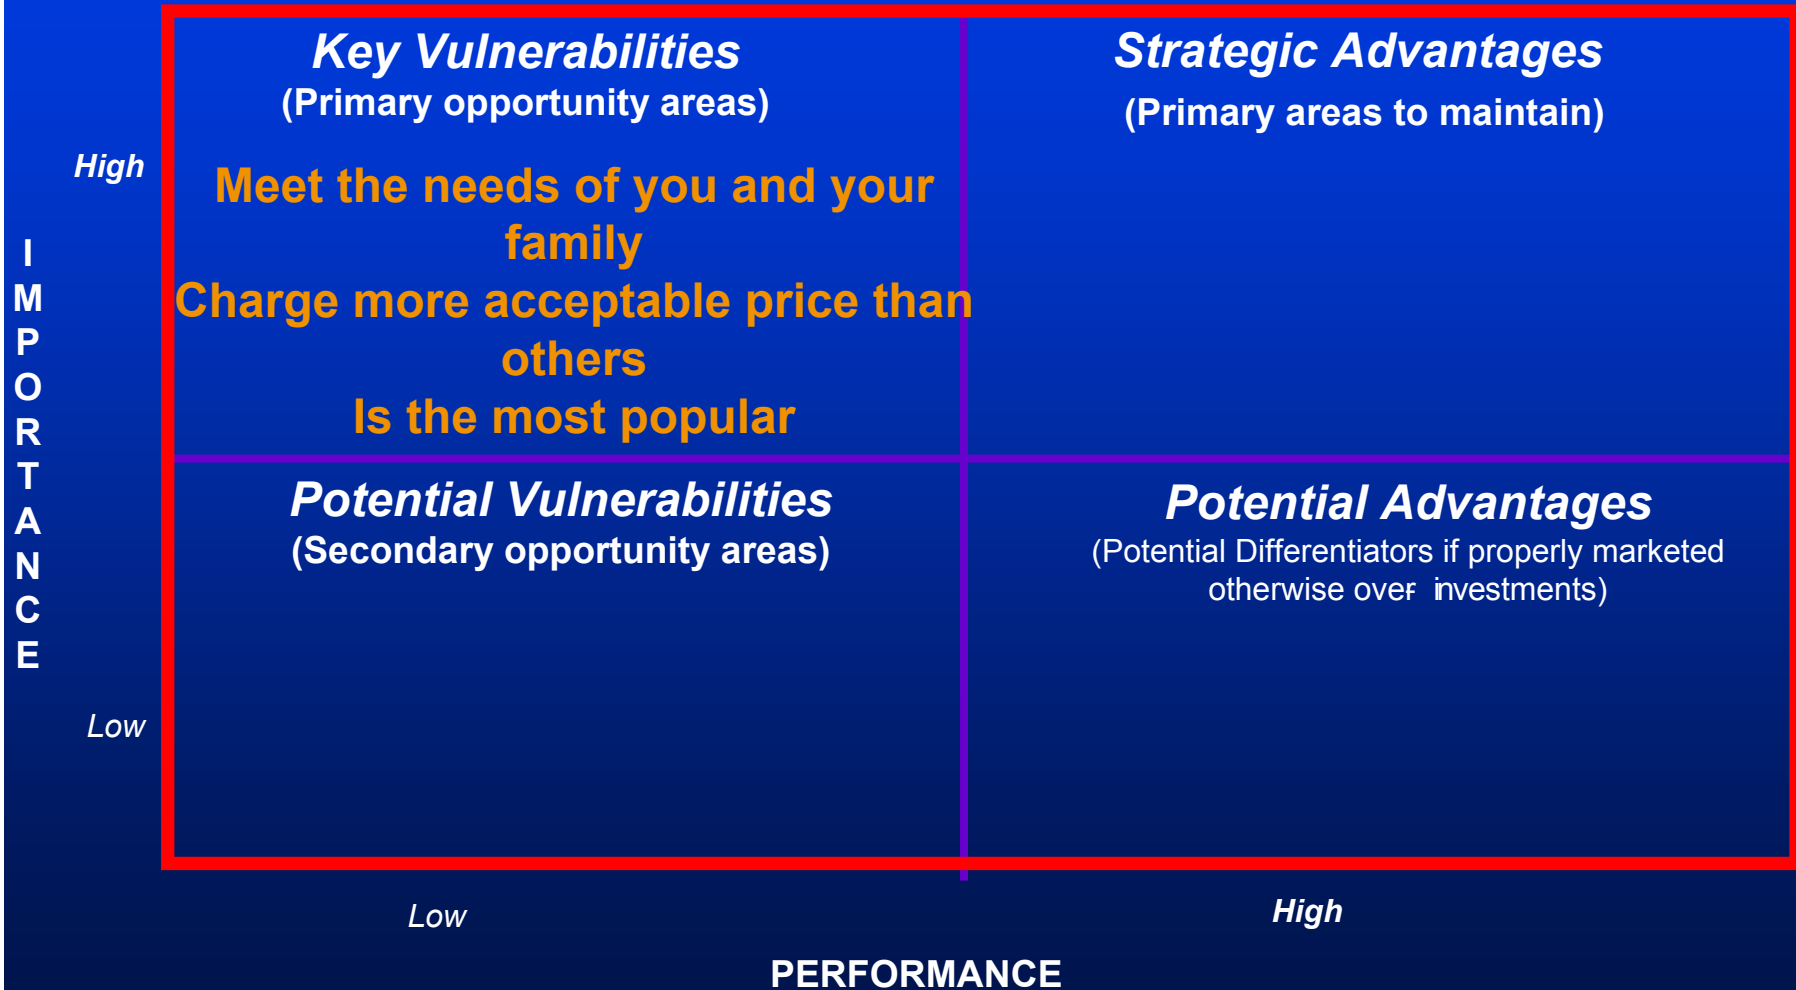 Key Vulnerabilities
(Primary opportunity areas)
Strategic Advantages
(Primary areas to maintain)
High
Meet the needs of you and your
family
Charge more acceptable price than
others
Is the most popular
IMPORTANCE
Potential Vulnerabilities
(Secondary opportunity areas)
Potential Advantages
(Potential Differentiators if properly marketed
otherwise over- investments)
Low
Low
High
PERFORMANCE